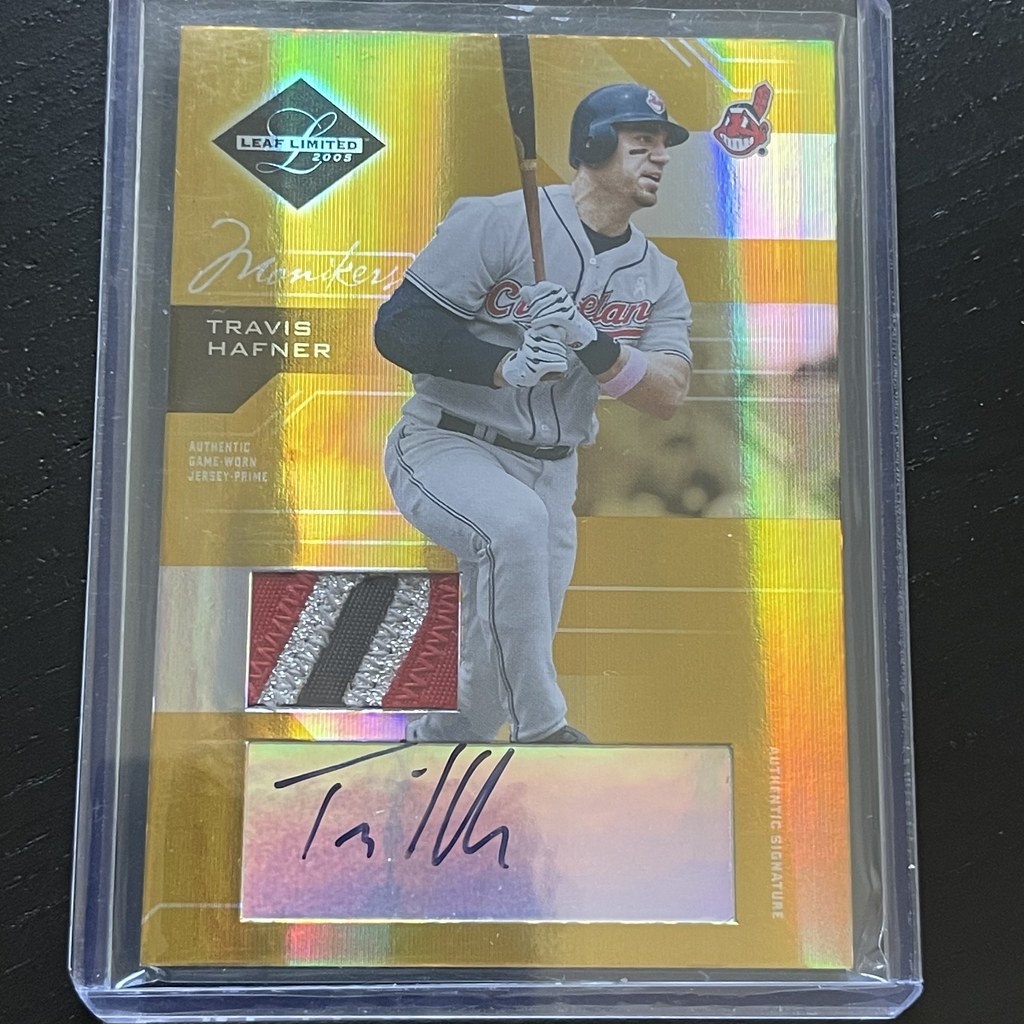 LEAF LIMITED
2005
Monikers
TRAVIS
HAFNER
AUTHENTIC
GAME-WORN
JERSEY-PRIME
AUTHENTIC SIGNATURE